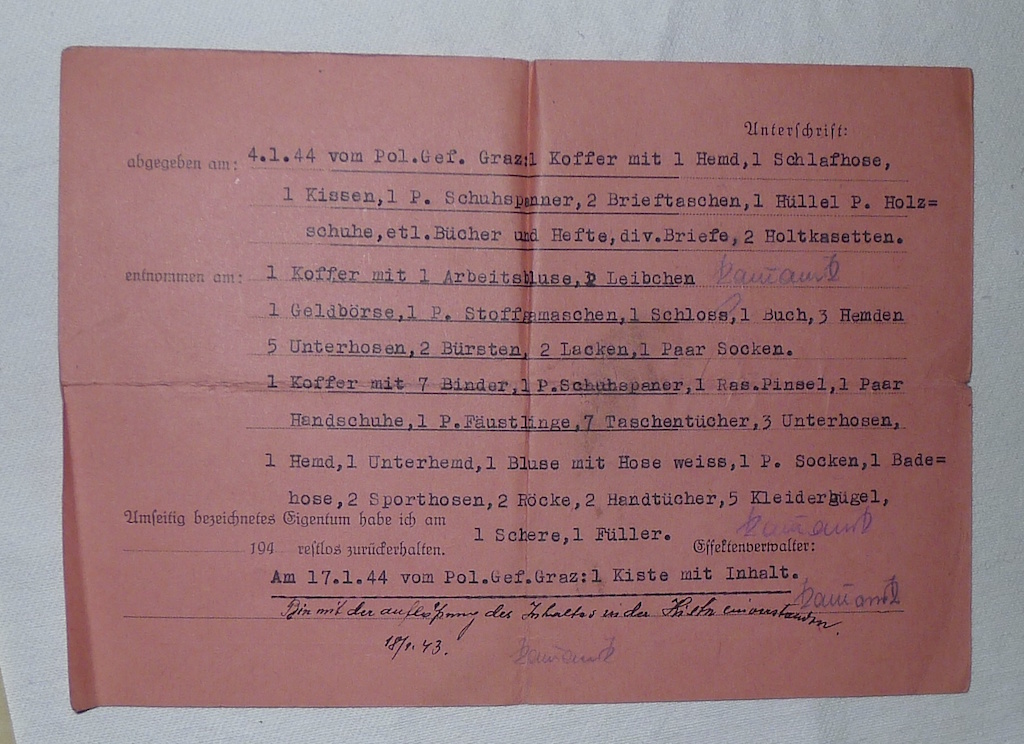 Unterschrift:
abgegeben am: 4.1.44 vom Pol.Gef. Graz:1 Koffer mit 1 Hemd,1 Schlafhose,
1 Kissen,1 P. Schuhspanner,2 Brieftaschen,1 Hüllel P. Holz=
schuhe,etl.Bücher und Hefte,div.Briefe,2 Holtkasetten.
entnommen am: 1 Koffer mit 1 Arbeitsbluse, Leibchen
1 Geldbörse,1 P. Stoffgamaschen,1 Schloss,1 Buch,3 Hemden
5 Unterhosen,2 Bürsten, 2 Lacken,1 Paar Socken.
1 Koffer mit 7 Binder,1 P.Schuhspaner,1 Ras.Pinsel,1 Paar
Handschuhe,1 P.Fäustlinge,7 Taschentücher,3 Unterhosen,
1 Hemd,1 Unterhemd,1 Bluse mit Hose weiss,1 P. Socken,1 Bade=
hose,2 Sporthosen,2 Röcke,2 Handtücher,5 Kleiderbügel,
Umseitig bezeichnetes Eigentum habe ich am
1 Schere,1 Füller.
194 restlos zurückerhalten. Effektenverwalter:
Am 17.1.44 vom Pol.Gef.Graz:1 Kiste mit Inhalt.
Bin mit der des Inhaltes in der einverstanden.
18/1.43.